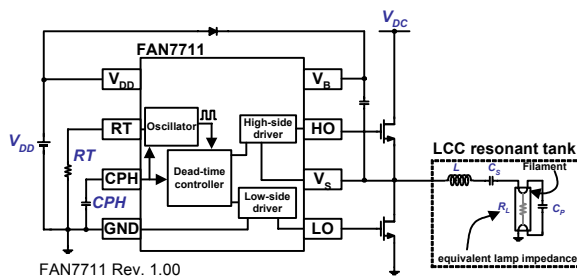 V_DC
FAN7711
V_DD
V_B
High-side
driver
RT
Oscillator
HO
V_DD
LCC resonant tank
L
C_S
Filament
RT
Dead-time
controller
CPH
V_S
CPH
Low-side
driver
R_L
C_P
GND
LO
equivalent lamp impedance
FAN7711 Rev. 1.00